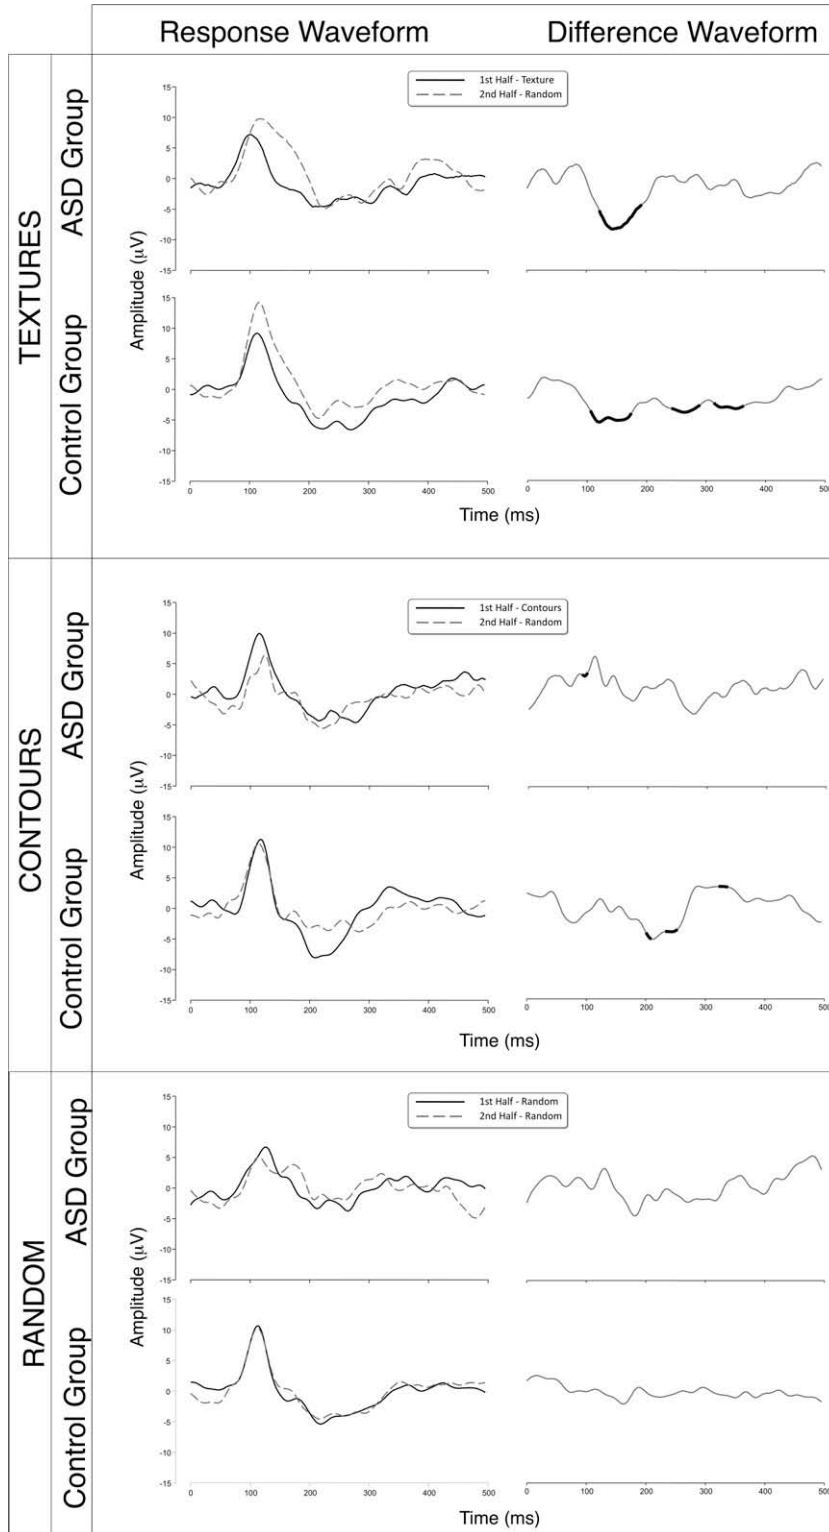 Response Waveform
Difference Waveform
TEXTURES
ASD Group
Control Group
1st Half - Texture
2nd Half - Random
Amplitude (µV)
15
10
5
0
-5
-10
-15
15
10
5
0
-5
-10
-15
0 100 200 300 400 500
0 100 200 300 400 500
Time (ms)
CONTOURS
ASD Group
Control Group
1st Half - Contours
2nd Half - Random
Amplitude (µV)
15
10
5
0
-5
-10
-15
15
10
5
0
-5
-10
-15
0 100 200 300 400 500
0 100 200 300 400 500
Time (ms)
RANDOM
ASD Group
Control Group
1st Half - Random
2nd Half - Random
Amplitude (µV)
15
10
5
0
-5
-10
-15
15
10
5
0
-5
-10
-15
0 100 200 300 400 500
0 100 200 300 400 500
Time (ms)